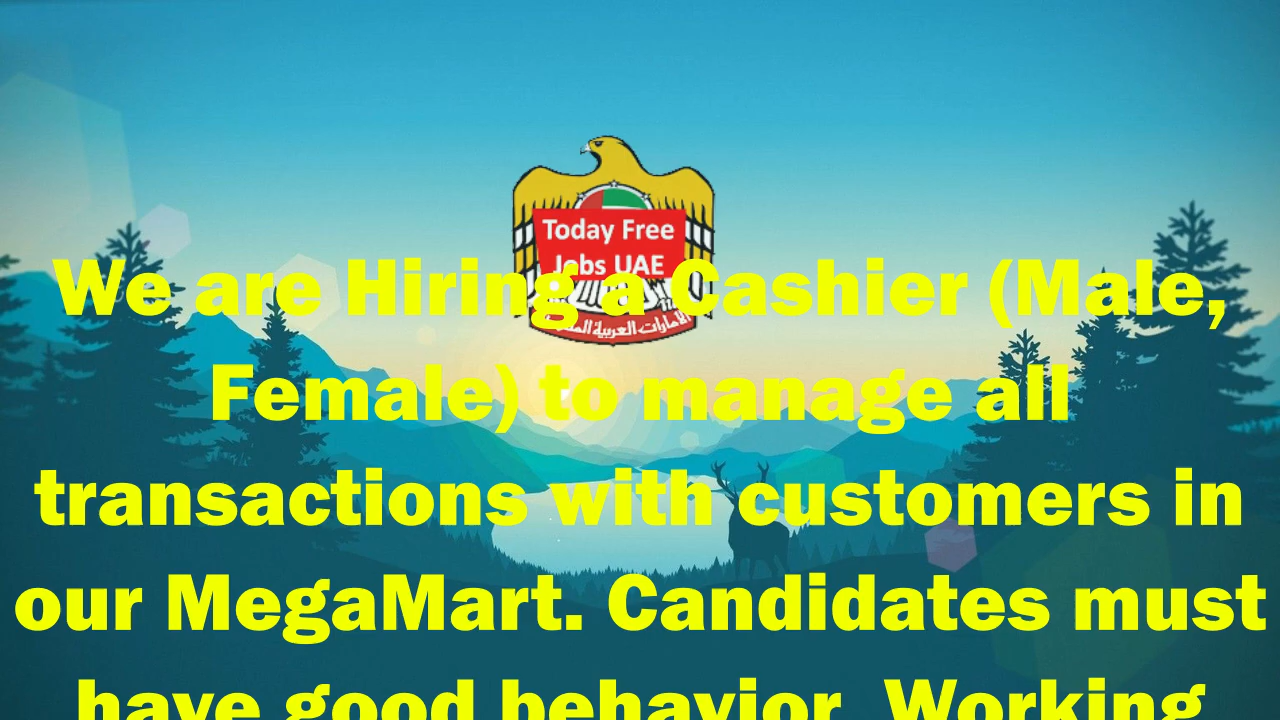 Today Free
Jobs UAE
We are Hiring a Cashier (Male,
Female) to manage all
transactions with customers in
our MegaMart. Candidates must
have good behavior. Working